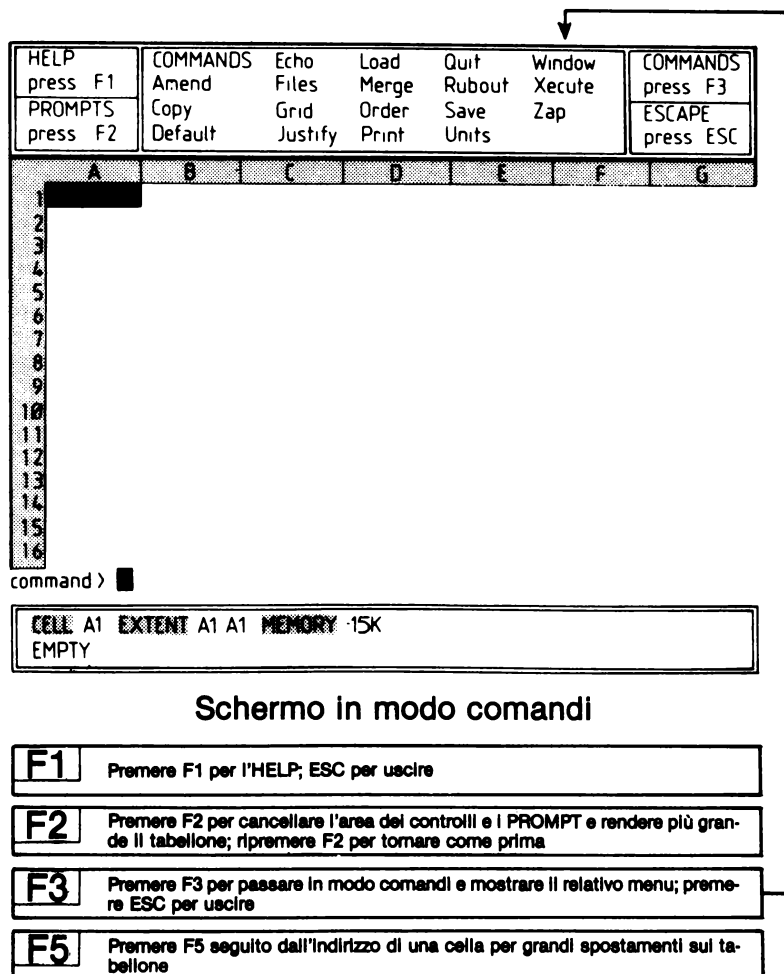 HELP COMMANDS Echo Load Quit Window COMMANDS
press F1 Amend Files Merge Rubout Xecute press F3
PROMPTS Copy Grid Order Save Zap ESCAPE
press F2 Default Justify Print Units press ESC
A B C D E F G
1
2
3
4
5
6
7
8
9
10
11
12
13
14
15
16
command>
CELL A1 EXTENT A1 A1 MEMORY ·15K
EMPTY
Schermo in modo comandi
F1 Premere F1 per l'HELP; ESC per uscire
F2 Premere F2 per cancellare l'area dei controlli e i PROMPT e rendere più gran-
de il tabellone; ripremere F2 per tornare come prima
F3 Premere F3 per passare in modo comandi e mostrare il relativo menu; preme-
re ESC per uscire
F5 Premere F5 seguito dall'indirizzo di una cella per grandi spostamenti sul ta-
bellone